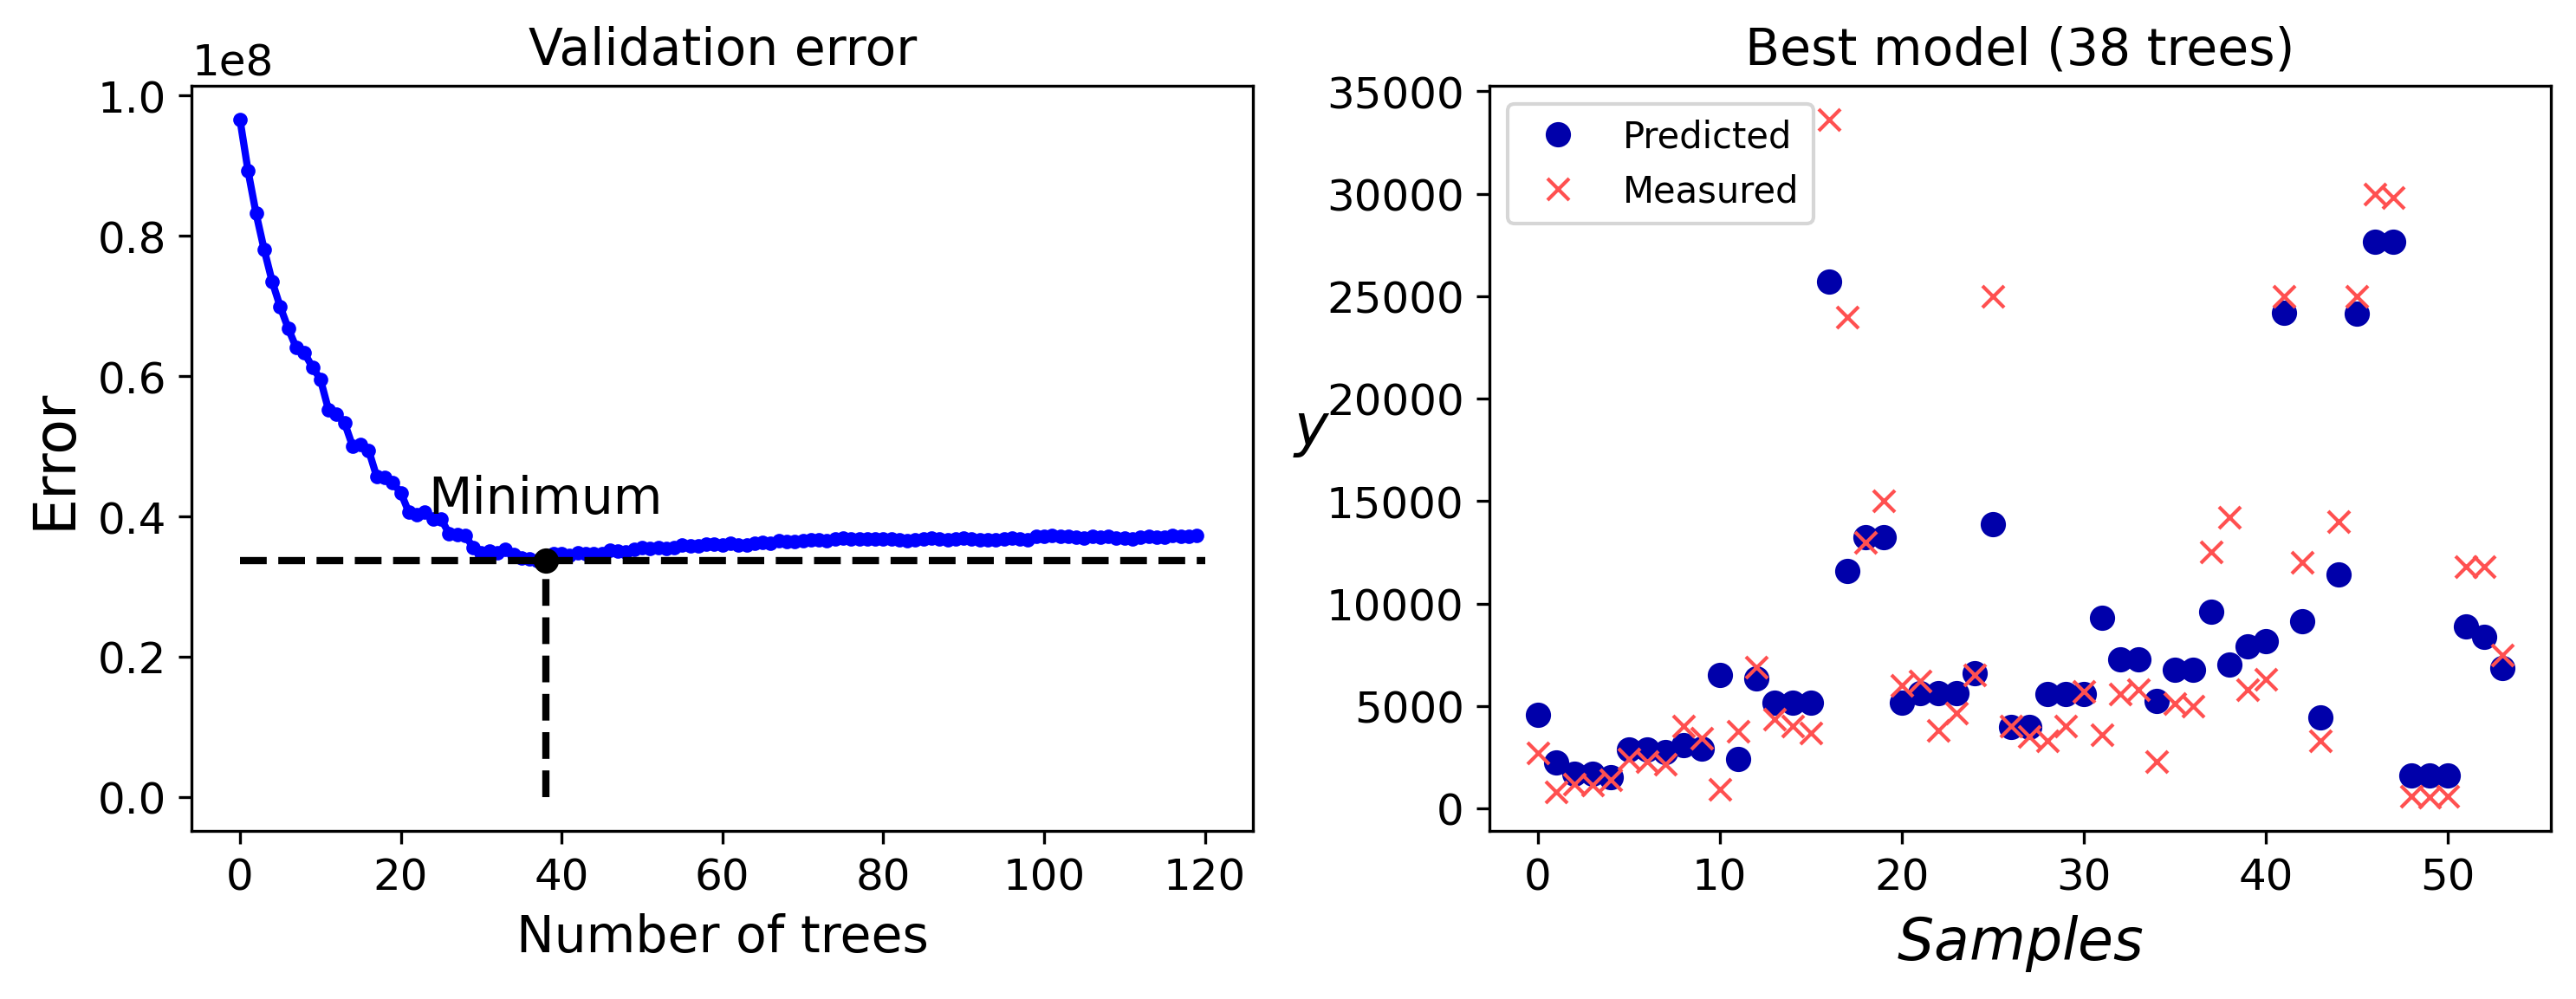 Validation error
1e8
1.0
0.8
0.6
0.4
0.2
0.0
Error
Minimum
0 20 40 60 80 100 120
Number of trees
Best model (38 trees)
35000
30000
25000
20000
15000
10000
5000
0
y
Predicted
Measured
0 10 20 30 40 50
Samples